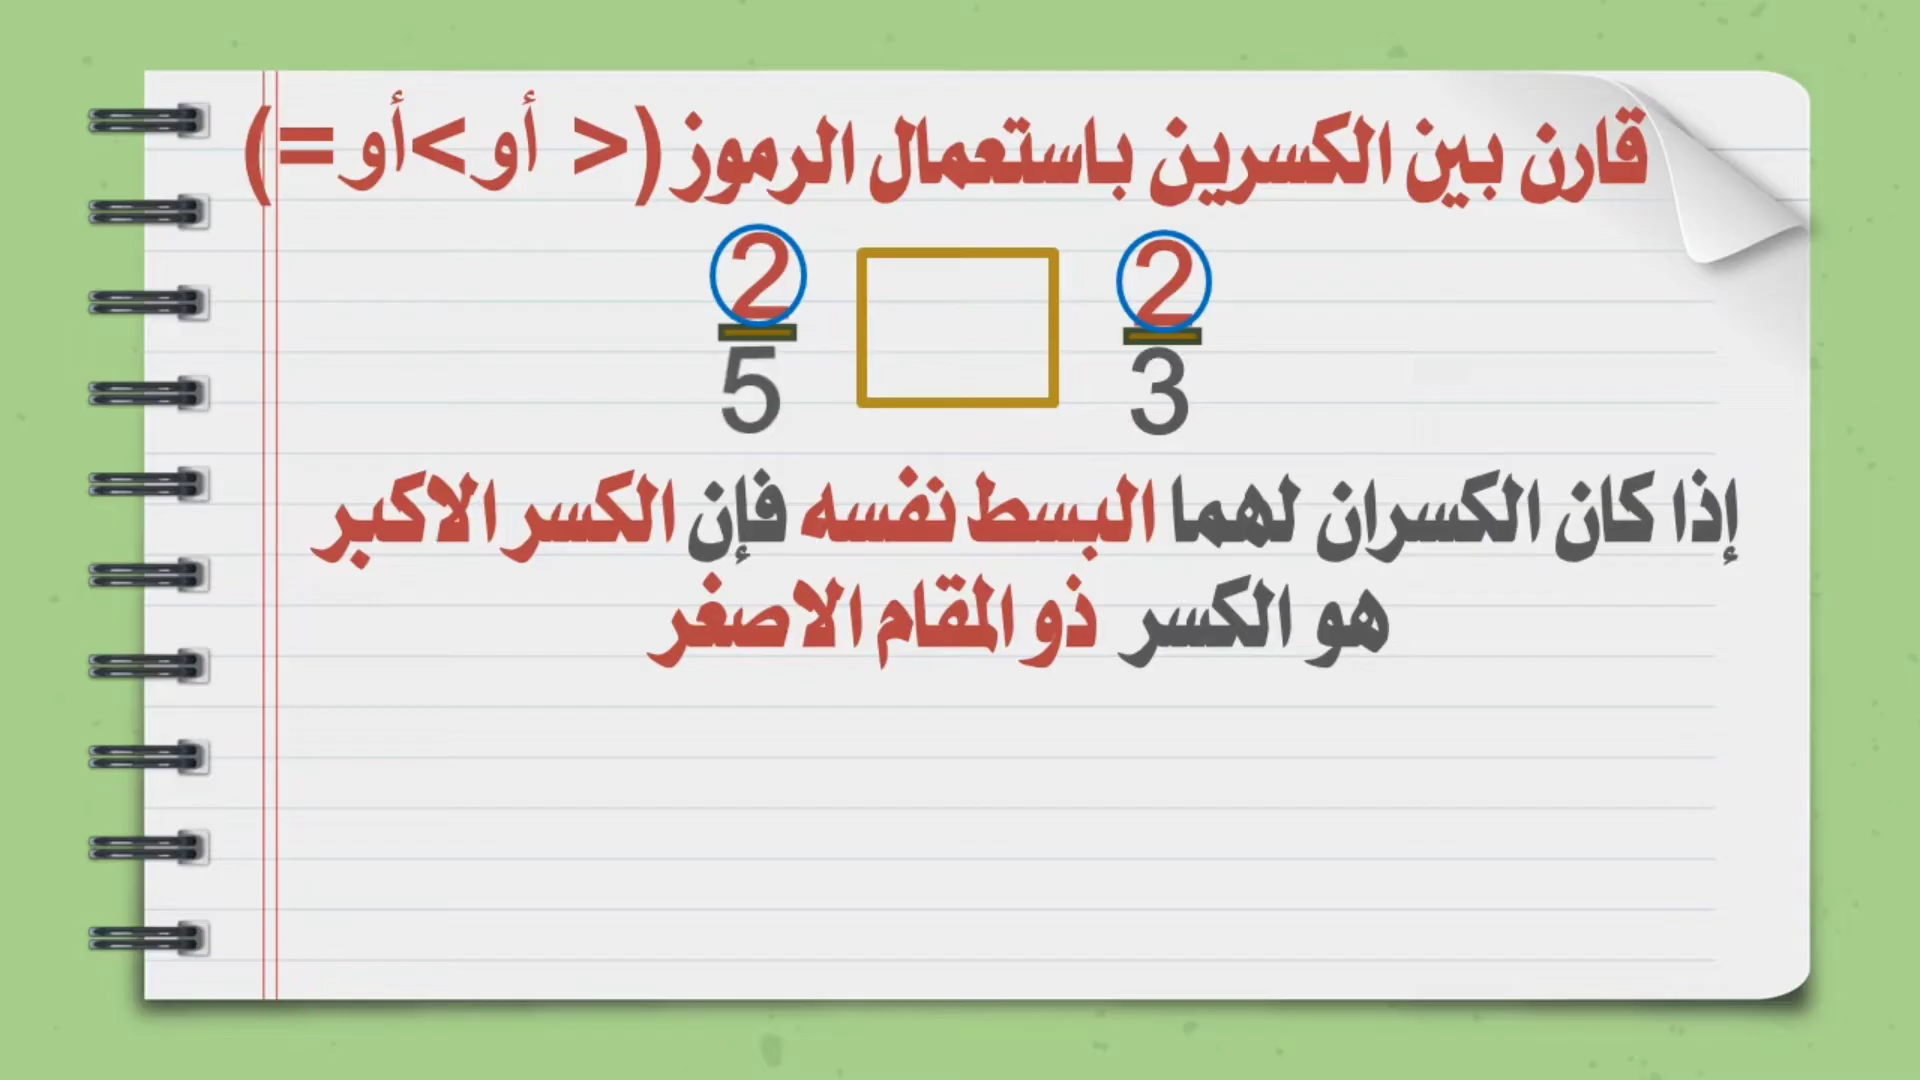 قارن بين الكسرين باستعمال الرموز (> أو <أو =)
2 2
5 3
إذا كان الكسران لهما البسط نفسه فإن الكسر الاكبر
هو الكسر ذو المقام الاصغر